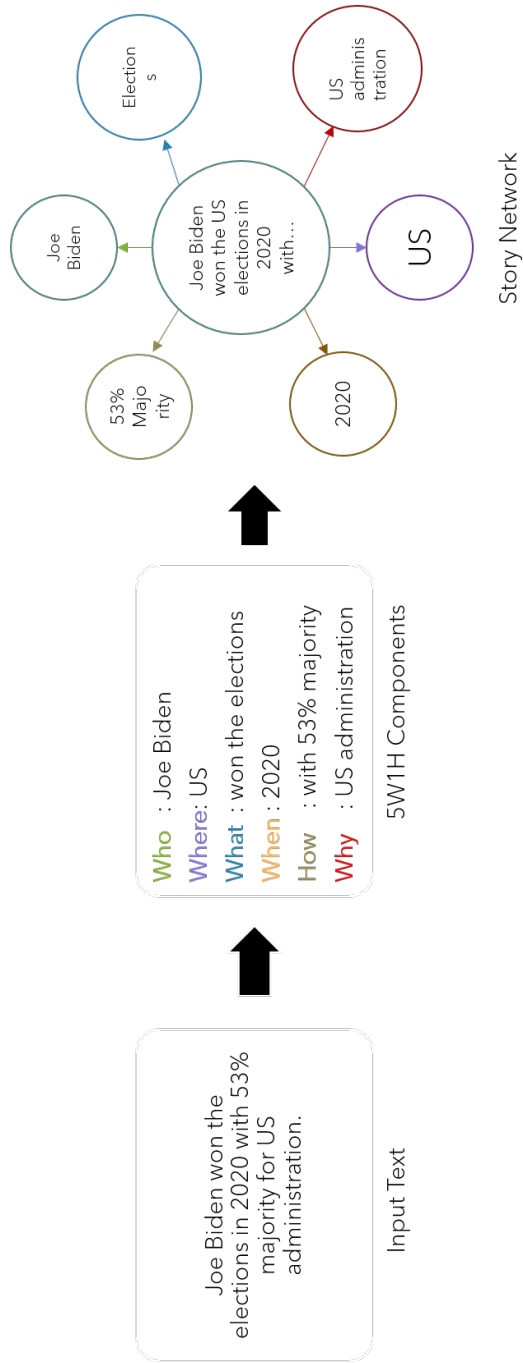 Joe Biden won the
elections in 2020 with 53%
majority for US
administration.
Input Text
Who : Joe Biden
Where: US
What : won the elections
When : 2020
How : with 53% majority
Why : US administration
5W1H Components
53%
Majo
rity
Joe
Biden
Election
s
Joe Biden
won the US
elections in
2020
with...
2020
US
US
adminis
tration
Story Network